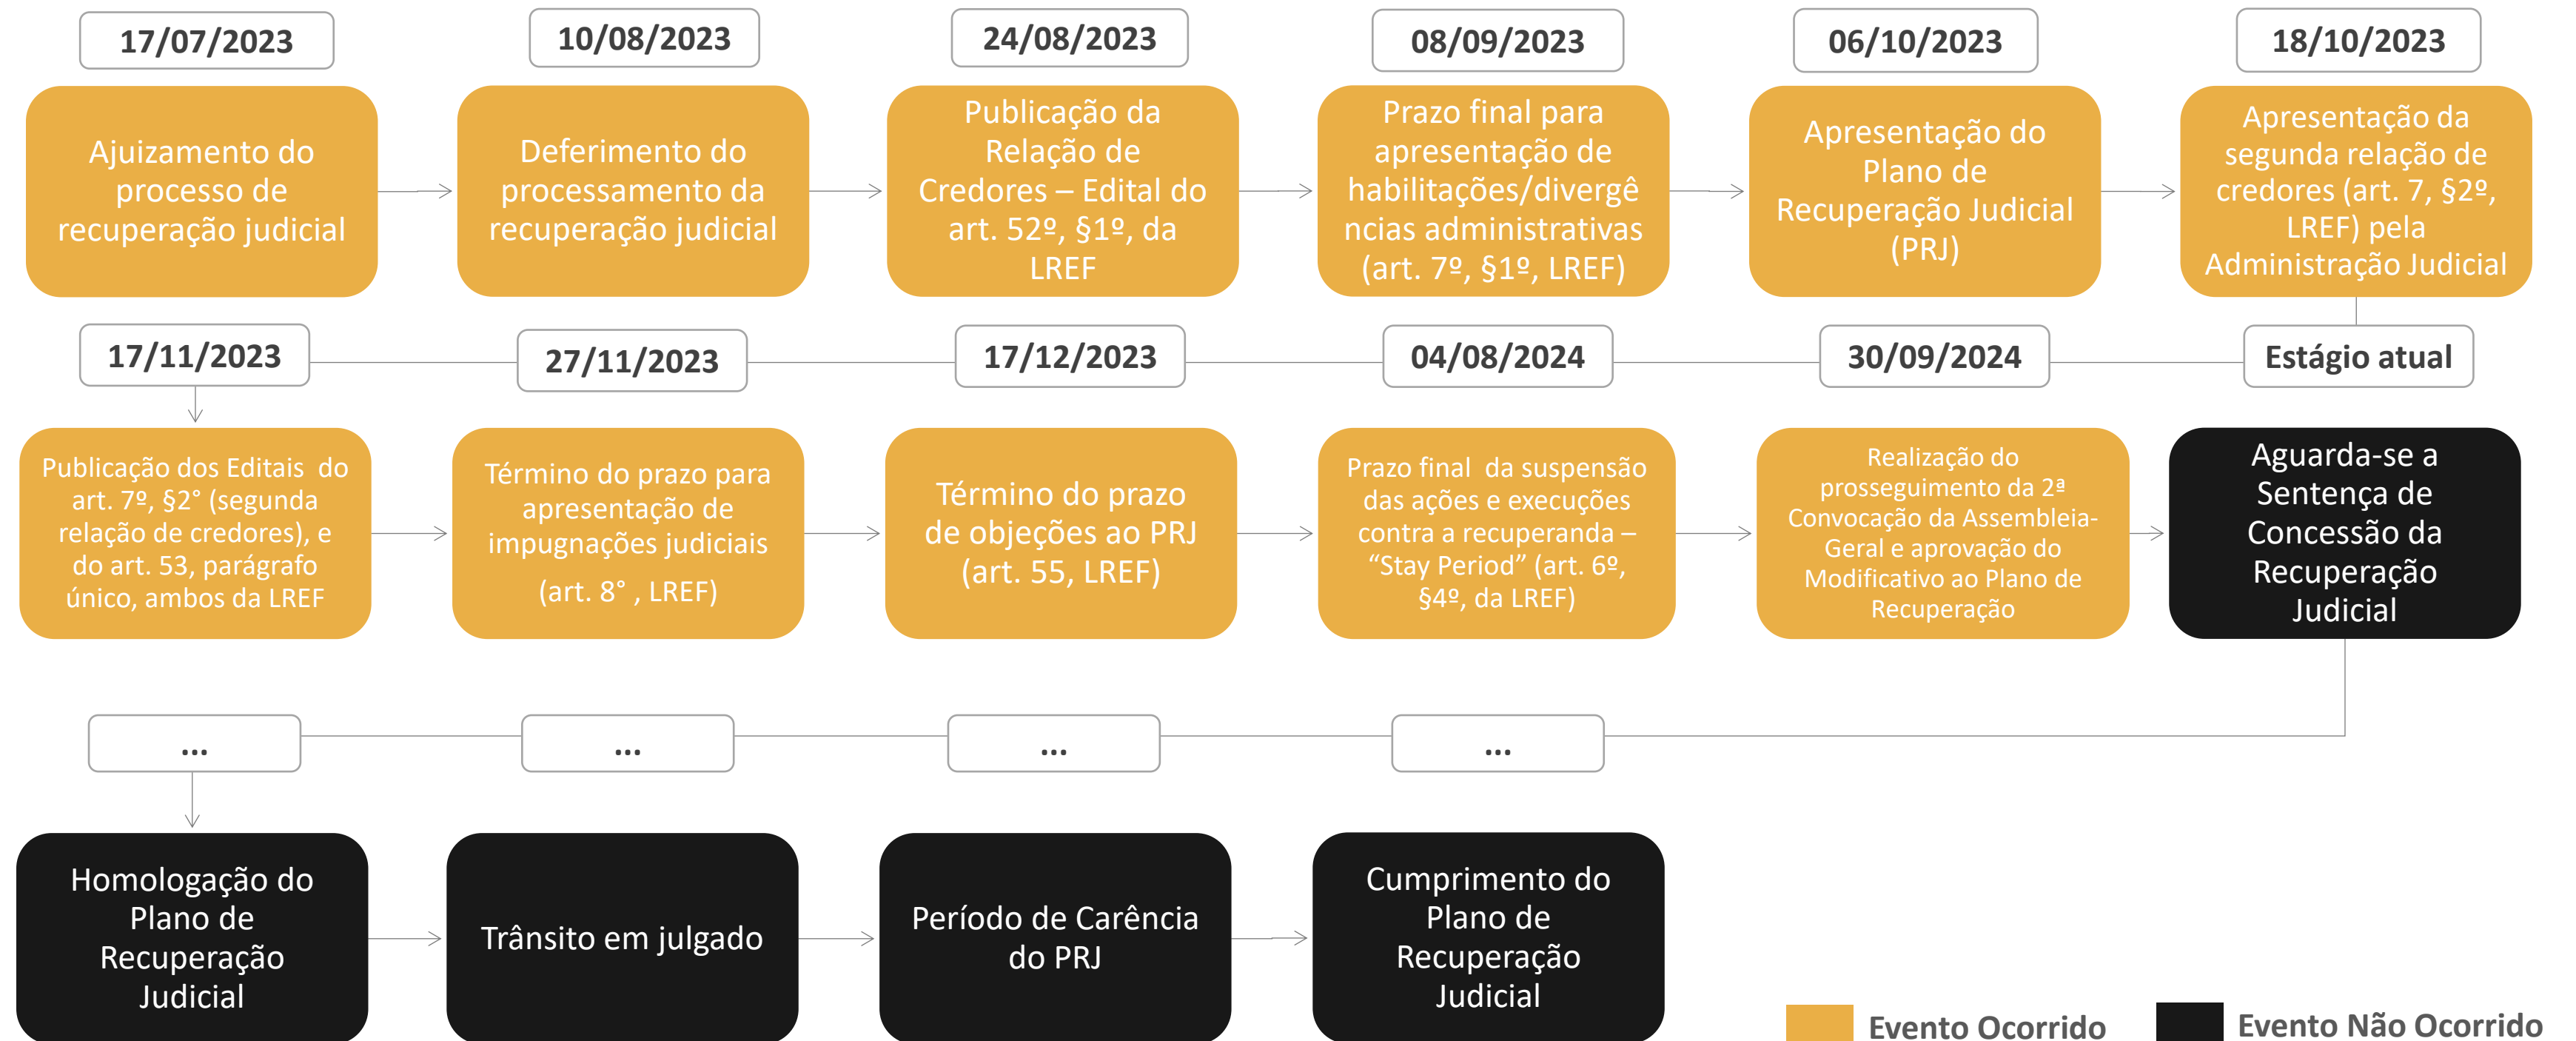 17/07/2023
10/08/2023
24/08/2023
08/09/2023
06/10/2023
18/10/2023
Ajuizamento do
processo de
recuperação judicial
Deferimento do
processamento da
recuperação judicial
Publicação da
Relação de
Credores – Edital do
art. 52º, §1º, da
LREF
Prazo final para
apresentação de
habilitações/divergê
ncias administrativas
(art. 7º, §1º, LREF)
Apresentação do
Plano de
Recuperação Judicial
(PRJ)
Apresentação da
segunda relação de
credores (art. 7, §2º,
LREF) pela
Administração Judicial
17/11/2023
27/11/2023
17/12/2023
04/08/2024
30/09/2024
Estágio atual
Publicação dos Editais do
art. 7º, §2° (segunda
relação de credores), e
do art. 53, parágrafo
único, ambos da LREF
Término do prazo para
apresentação de
impugnações judiciais
(art. 8° , LREF)
Término do prazo
de objeções ao PRJ
(art. 55, LREF)
Prazo final da suspensão
das ações e execuções
contra a recuperanda –
“Stay Period” (art. 6º,
§4º, da LREF)
Realização do
prosseguimento da 2ª
Convocação da Assembleia-
Geral e aprovação do
Modificativo ao Plano de
Recuperação
Aguarda-se a
Sentença de
Concessão da
Recuperação
Judicial
...
...
...
...
Homologação do
Plano de
Recuperação
Judicial
Trânsito em julgado
Período de Carência
do PRJ
Cumprimento do
Plano de
Recuperação
Judicial
Evento Ocorrido
Evento Não Ocorrido